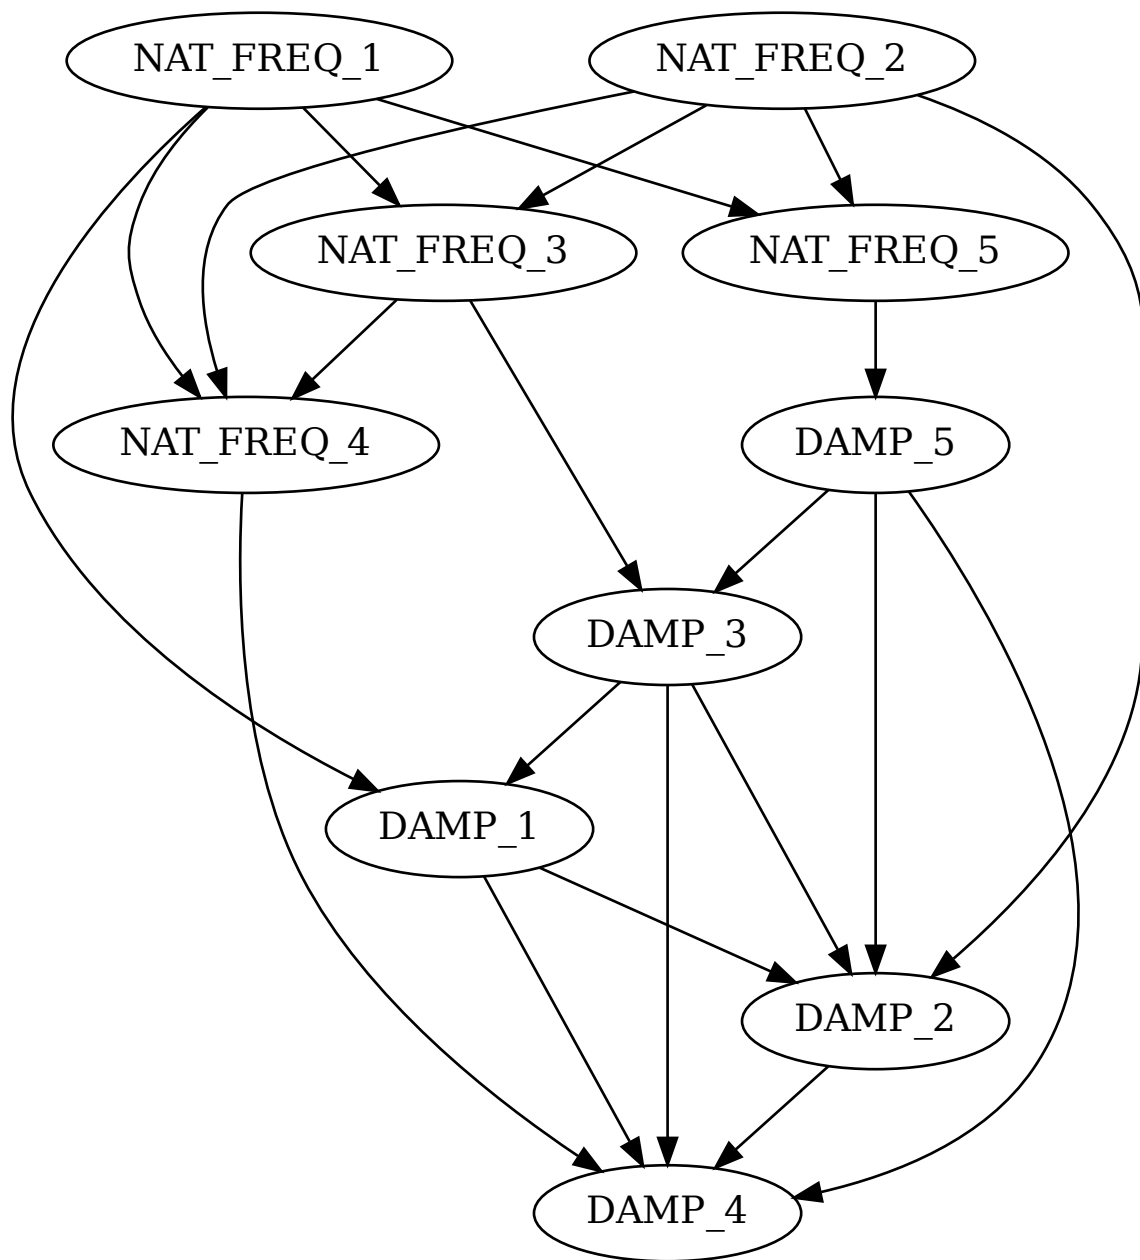 NAT_FREQ_1
NAT_FREQ_2
NAT_FREQ_3
NAT_FREQ_5
NAT_FREQ_4
DAMP_5
DAMP_3
DAMP_1
DAMP_2
DAMP_4